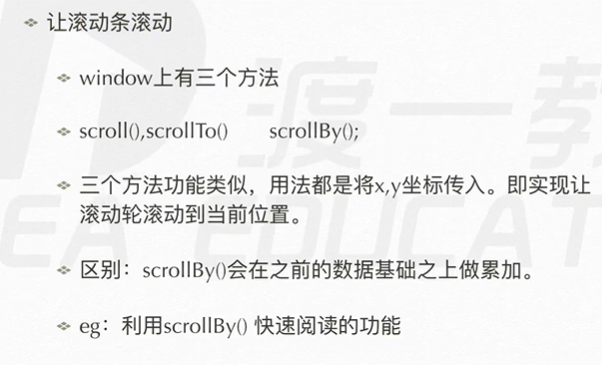 让滚动条滚动
window上有三个方法
scroll(),scrollTo() scrollBy();
三个方法功能类似，用法都是将x,y坐标传入。即实现让
滚动轮滚动到当前位置。
区别：scrollBy()会在之前的数据基础之上做累加。
eg：利用scrollBy() 快速阅读的功能
渡一教
EA EDUCAT